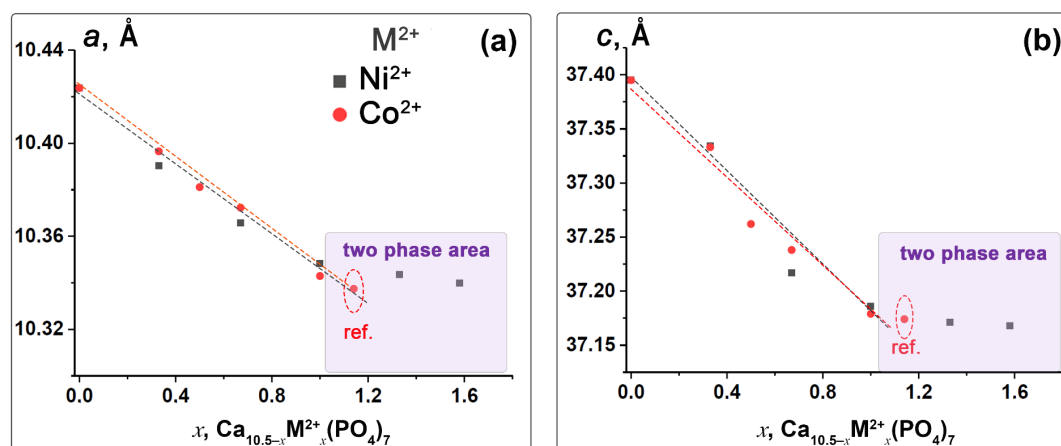 a, Å
(a)
M²⁺
Ni²⁺
Co²⁺
10.44
10.40
10.36
10.32
two phase area
ref.
0.0 0.4 0.8 1.2 1.6
x, Ca₁₀.₅₋ₓM²⁺ₓ(PO₄)₇
c, Å
(b)
37.40
37.35
37.30
37.25
37.20
37.15
two phase area
ref.
0.0 0.4 0.8 1.2 1.6
x, Ca₁₀.₅₋ₓM²⁺ₓ(PO₄)₇